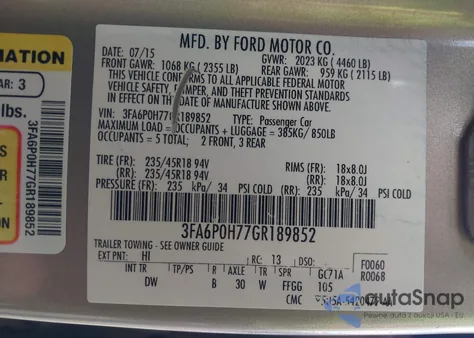 MATION
AR: 3
lbs.
3FA6P0H77GR189852
MFD. BY FORD MOTOR CO.
DATE: 07/15 GVWR: 2023 KG ( 4460 LB)
FRONT GAWR: 1068 KG ( 2355 LB) REAR GAWR: 959 KG ( 2115 LB)
THIS VEHICLE CONFORMS TO ALL APPLICABLE FEDERAL MOTOR
VEHICLE SAFETY, BUMPER, AND THEFT PREVENTION STANDARDS
IN EFFECT ON THE DATE OF MANUFACTURE SHOWN ABOVE.
VIN: 3FA6P0H77GR189852 TYPE: Passenger Car
MAXIMUM LOAD = OCCUPANTS + LUGGAGE = 385KG/ 850LB
OCCUPANTS = 5 TOTAL; 2 FRONT, 3 REAR
TIRE (FR): 235/45R18 94V RIMS (FR): 18x8.0J
(RR): 235/45R18 94V (RR): 18x8.0J
PRESSURE (FR): 235 kPa/ 34 PSI COLD (RR): 235 kPa/ 34 PSI COLD
3FA6P0H77GR189852
TRAILER TOWING - SEE OWNER GUIDE
EXT PNT: HI RC: 13 DSO: F0060
R0068
INT TR TP/PS R AXLE TR SPR GC71A
DW B 30 W FFGG 105
CMC
autoSnap